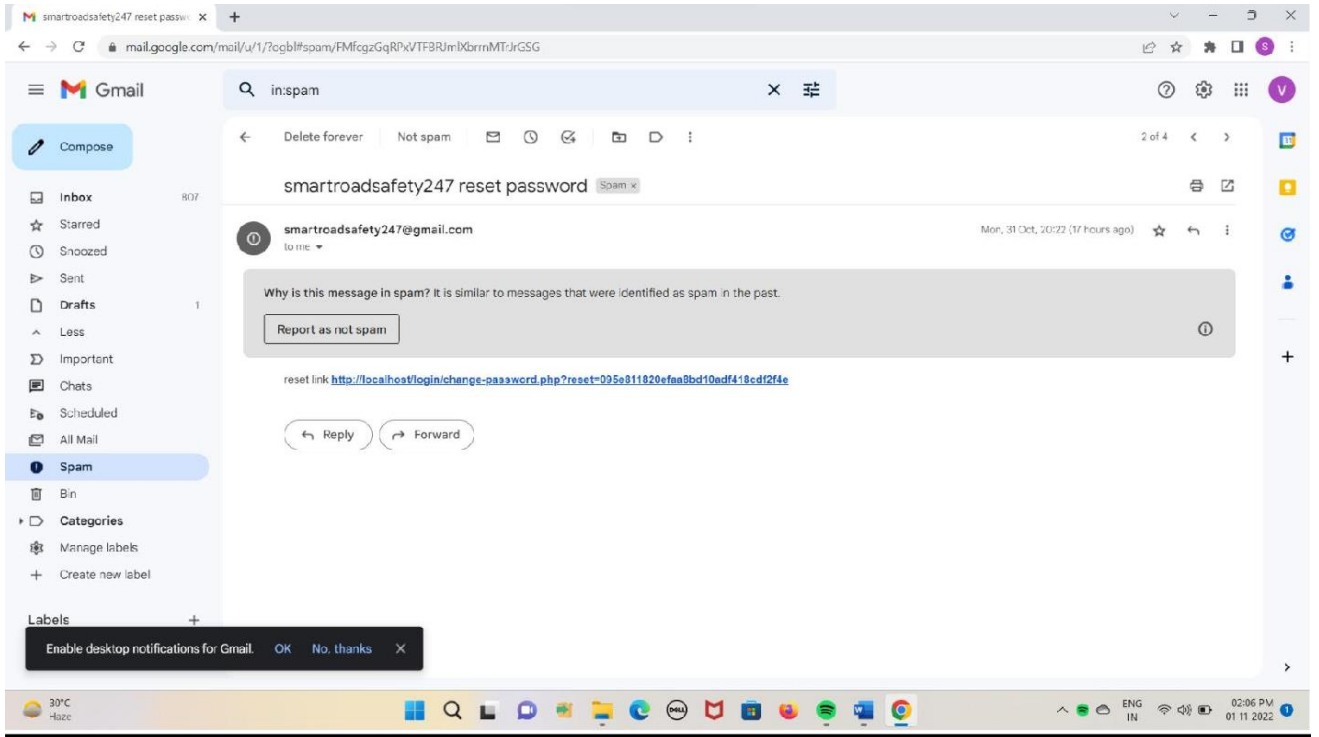 smartroadsafety247 reset passw
mail.google.com/mail/u/1/?ogbl#spam/
S
Gmail
in:spam
V
Compose
Delete forever Not spam 2 of 4
smartroadsafety247 reset password Spam x
Inbox 807
smartroadsafety247@gmail.com Mon, 31 Oct, 20:22 (17 hours ago)
to me
Starred
Snoozed
Sent
Why is this message in spam? It is similar to messages that were identified as spam in the past.
Drafts 1
Report as not spam
Less
Important
reset link http://localhost/login/change-password.php?reset=095e811820efaa8bd10adf418cdf2f4e
Chats
Scheduled
Reply Forward
All Mail
Spam
Bin
Categories
Manage labels
Create new label
Labels
Enable desktop notifications for Gmail. OK No, thanks
30°C
Haze
DELL
ENG
IN
02:06 PM
01 11 2022
1